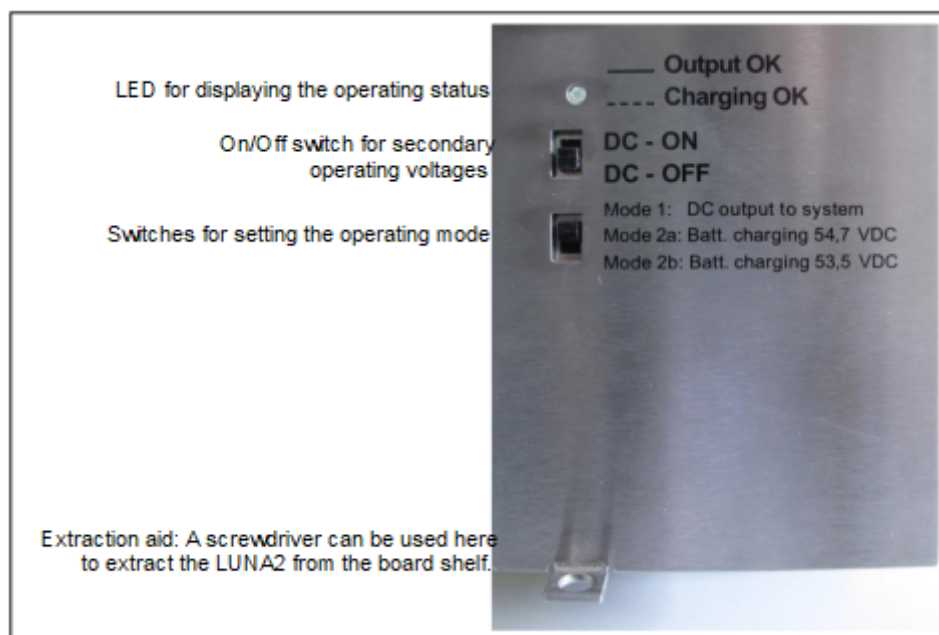 Output OK
LED for displaying the operating status
Charging OK
On/Off switch for secondary
operating voltages
DC - ON
DC - OFF
Switches for setting the operating mode
Mode 1: DC output to system
Mode 2a: Batt. charging 54,7 VDC
Mode 2b: Batt. charging 53,5 VDC
Extraction aid: A screwdriver can be used here
to extract the LUNA2 from the board shelf.